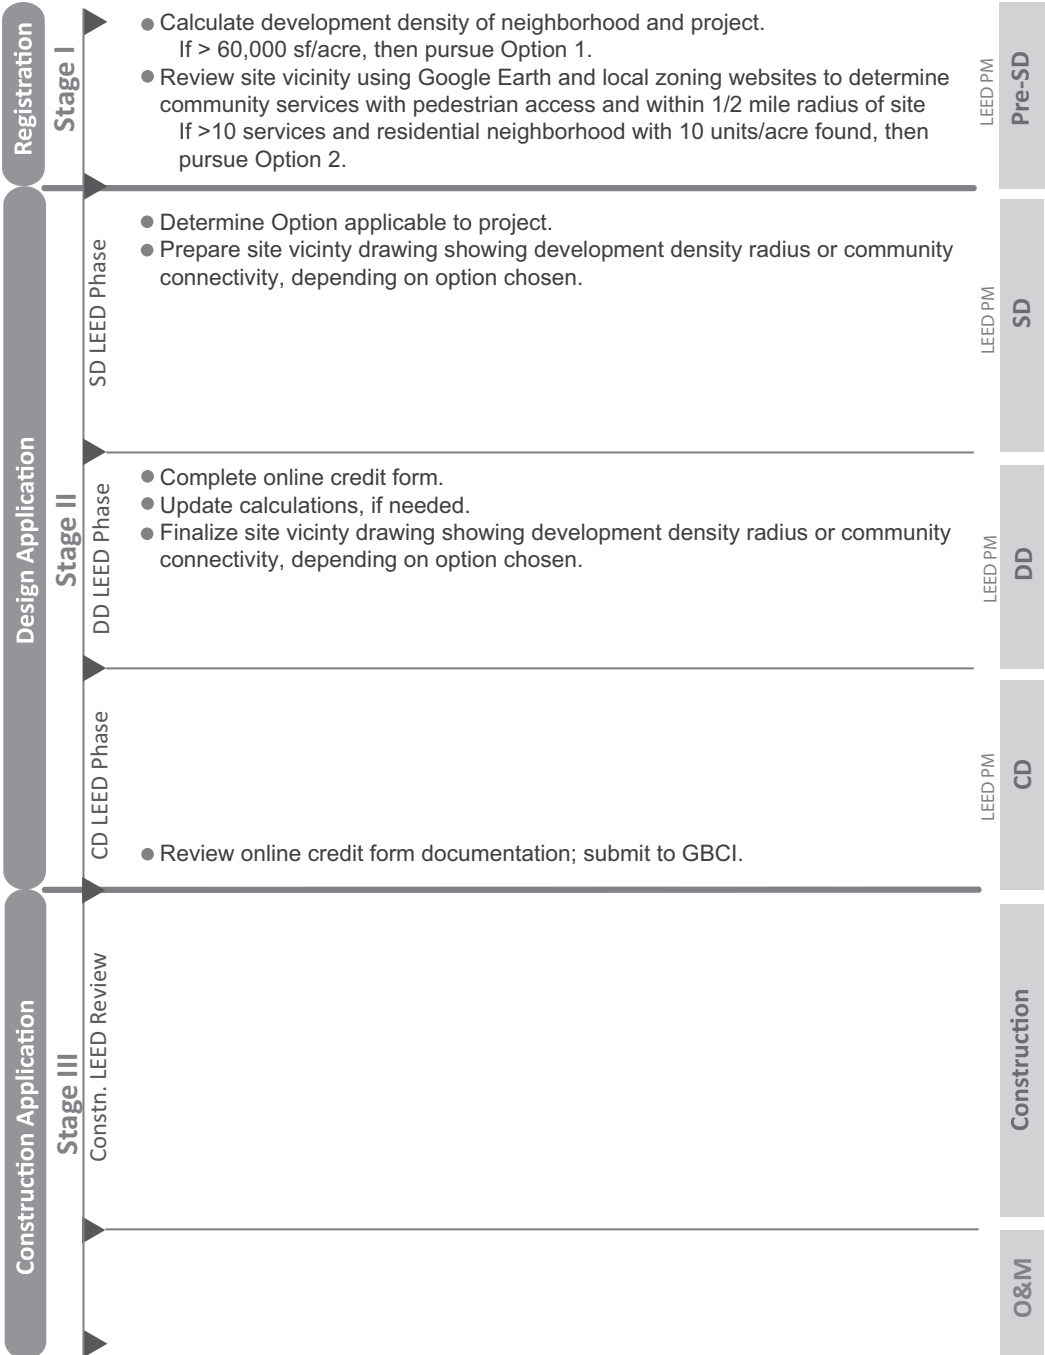 Registration
Stage I
● Calculate development density of neighborhood and project.
If > 60,000 sf/acre, then pursue Option 1.
● Review site vicinity using Google Earth and local zoning websites to determine
community services with pedestrian access and within 1/2 mile radius of site
If >10 services and residential neighborhood with 10 units/acre found, then
pursue Option 2.
LEED PM
Pre-SD
Design Application
Stage II
SD LEED Phase
● Determine Option applicable to project.
● Prepare site vicinty drawing showing development density radius or community
connectivity, depending on option chosen.
LEED PM
SD
DD LEED Phase
● Complete online credit form.
● Update calculations, if needed.
● Finalize site vicinty drawing showing development density radius or community
connectivity, depending on option chosen.
LEED PM
DD
CD LEED Phase
● Review online credit form documentation; submit to GBCI.
LEED PM
CD
Construction Application
Stage III
Constn. LEED Review
Construction
O&M